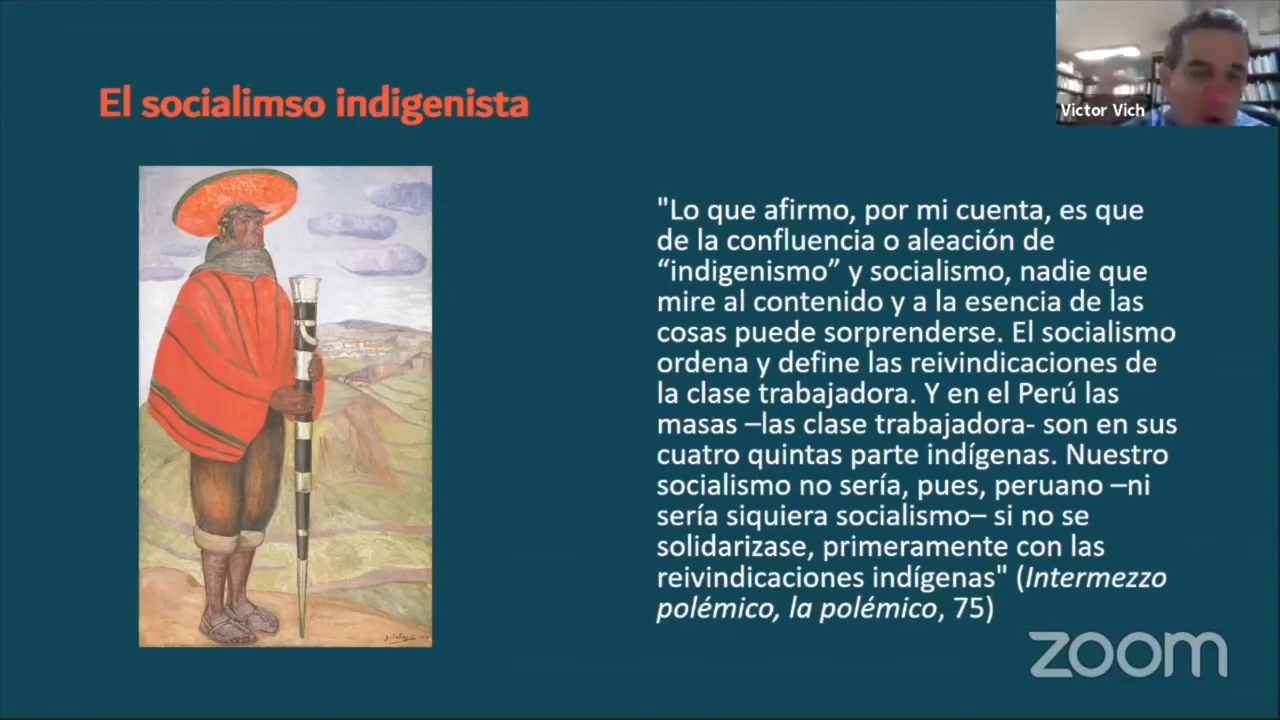 El socialimso indigenista
Victor Vich
"Lo que afirmo, por mi cuenta, es que
de la confluencia o aleación de
“indigenismo” y socialismo, nadie que
mire al contenido y a la esencia de las
cosas puede sorprenderse. El socialismo
ordena y define las reivindicaciones de
la clase trabajadora. Y en el Perú las
masas –las clase trabajadora- son en sus
cuatro quintas parte indígenas. Nuestro
socialismo no sería, pues, peruano –ni
sería siquiera socialismo– si no se
solidarizase, primeramente con las
reivindicaciones indígenas" (Intermezzo
polémico, la polémico, 75)
zoom